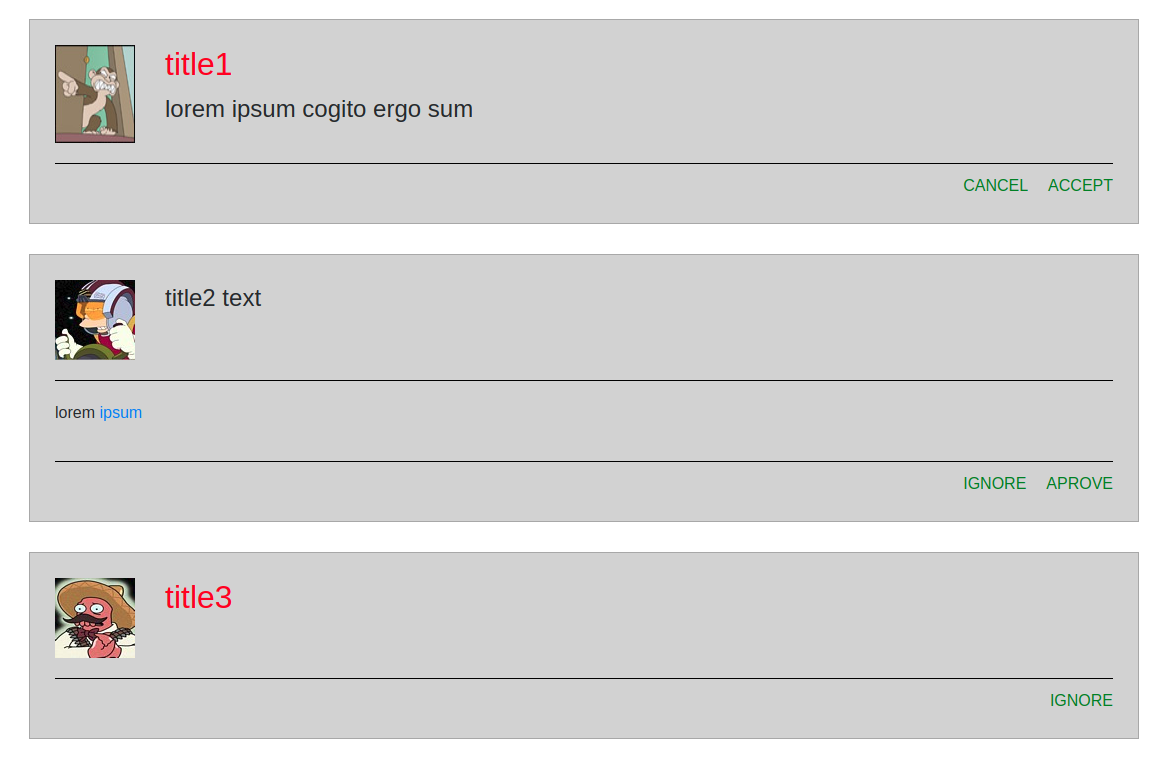 title1
lorem ipsum cogito ergo sum
CANCEL ACCEPT
title2 text
lorem ipsum
IGNORE APROVE
title3
IGNORE